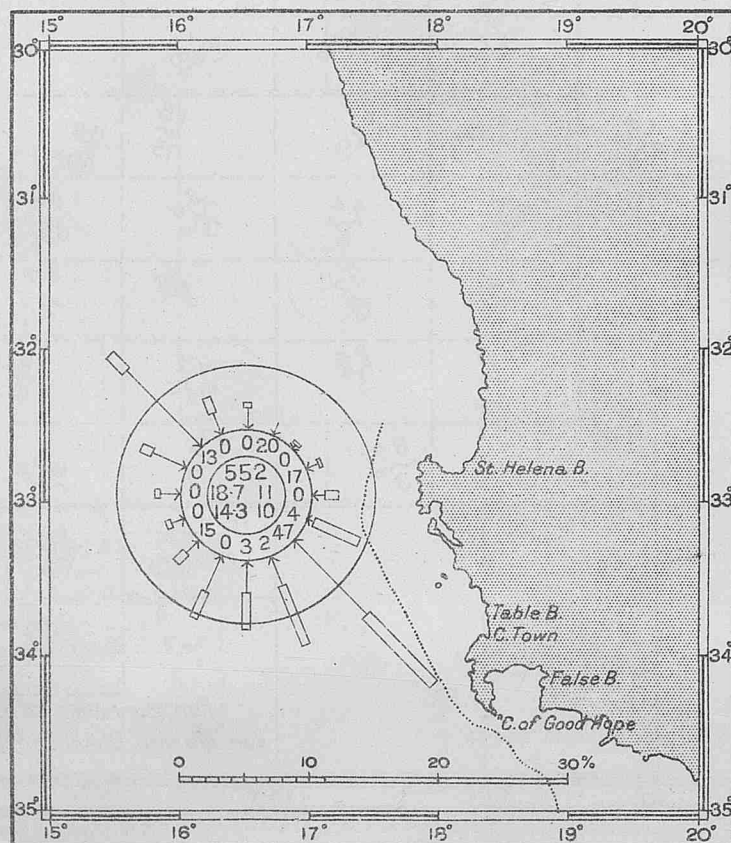 15° 16° 17° 18° 19° 20°
30° 30°
31° 31°
32° 32°
0 0 20
13 0
552
0 17
0 18·7 11 0
0 14·3 10 4
15 47
0 3 2
33° 33°
St. Helena B.
Table B.
C. Town
34° 34°
False B.
C. of Good Hope
0 10 20 30%
35° 35°
15° 16° 17° 18° 19° 20°